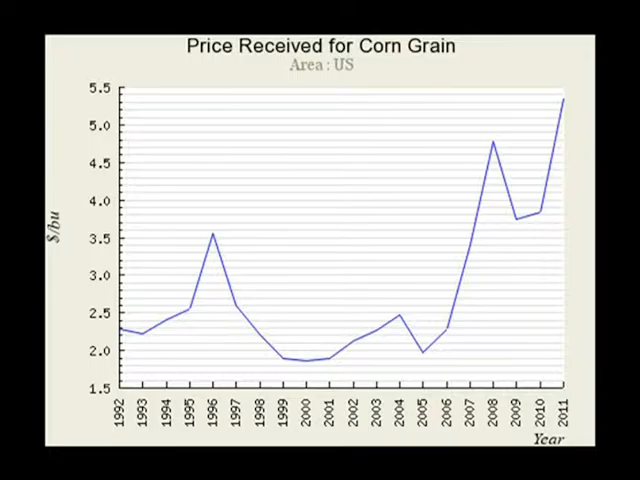 Price Received for Corn Grain
Area : US
5.5
5.0
4.5
4.0
3.5
3.0
2.5
2.0
1.5
$/bu
1992 1993 1994 1995 1996 1997 1998 1999 2000 2001 2002 2003 2004 2005 2006 2007 2008 2009 2010 2011
Year